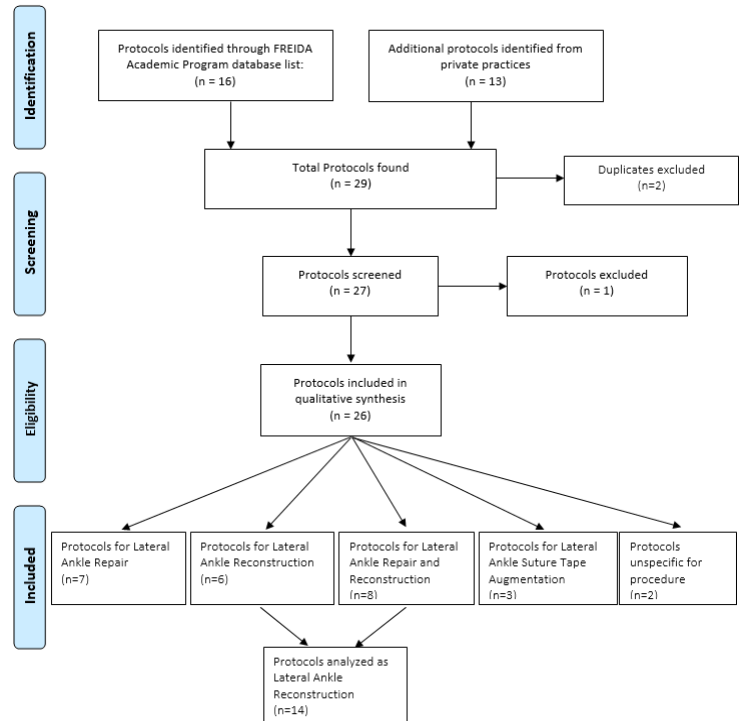 Identification
Protocols identified through FREIDA
Academic Program database list:
(n = 16)
Additional protocols identified from
private practices
(n = 13)
Total Protocols found
(n = 29)
Duplicates excluded
(n=2)
Screening
Protocols screened
(n = 27)
Protocols excluded
(n = 1)
Eligibility
Protocols included in
qualitative synthesis
(n = 26)
Included
Protocols for Lateral
Ankle Repair
(n=7)
Protocols for Lateral
Ankle Reconstruction
(n=6)
Protocols for Lateral
Ankle Repair and
Reconstruction
(n=8)
Protocols for Lateral
Ankle Suture Tape
Augmentation
(n=3)
Protocols
unspecific for
procedure
(n=2)
Protocols analyzed as
Lateral Ankle
Reconstruction
(n=14)